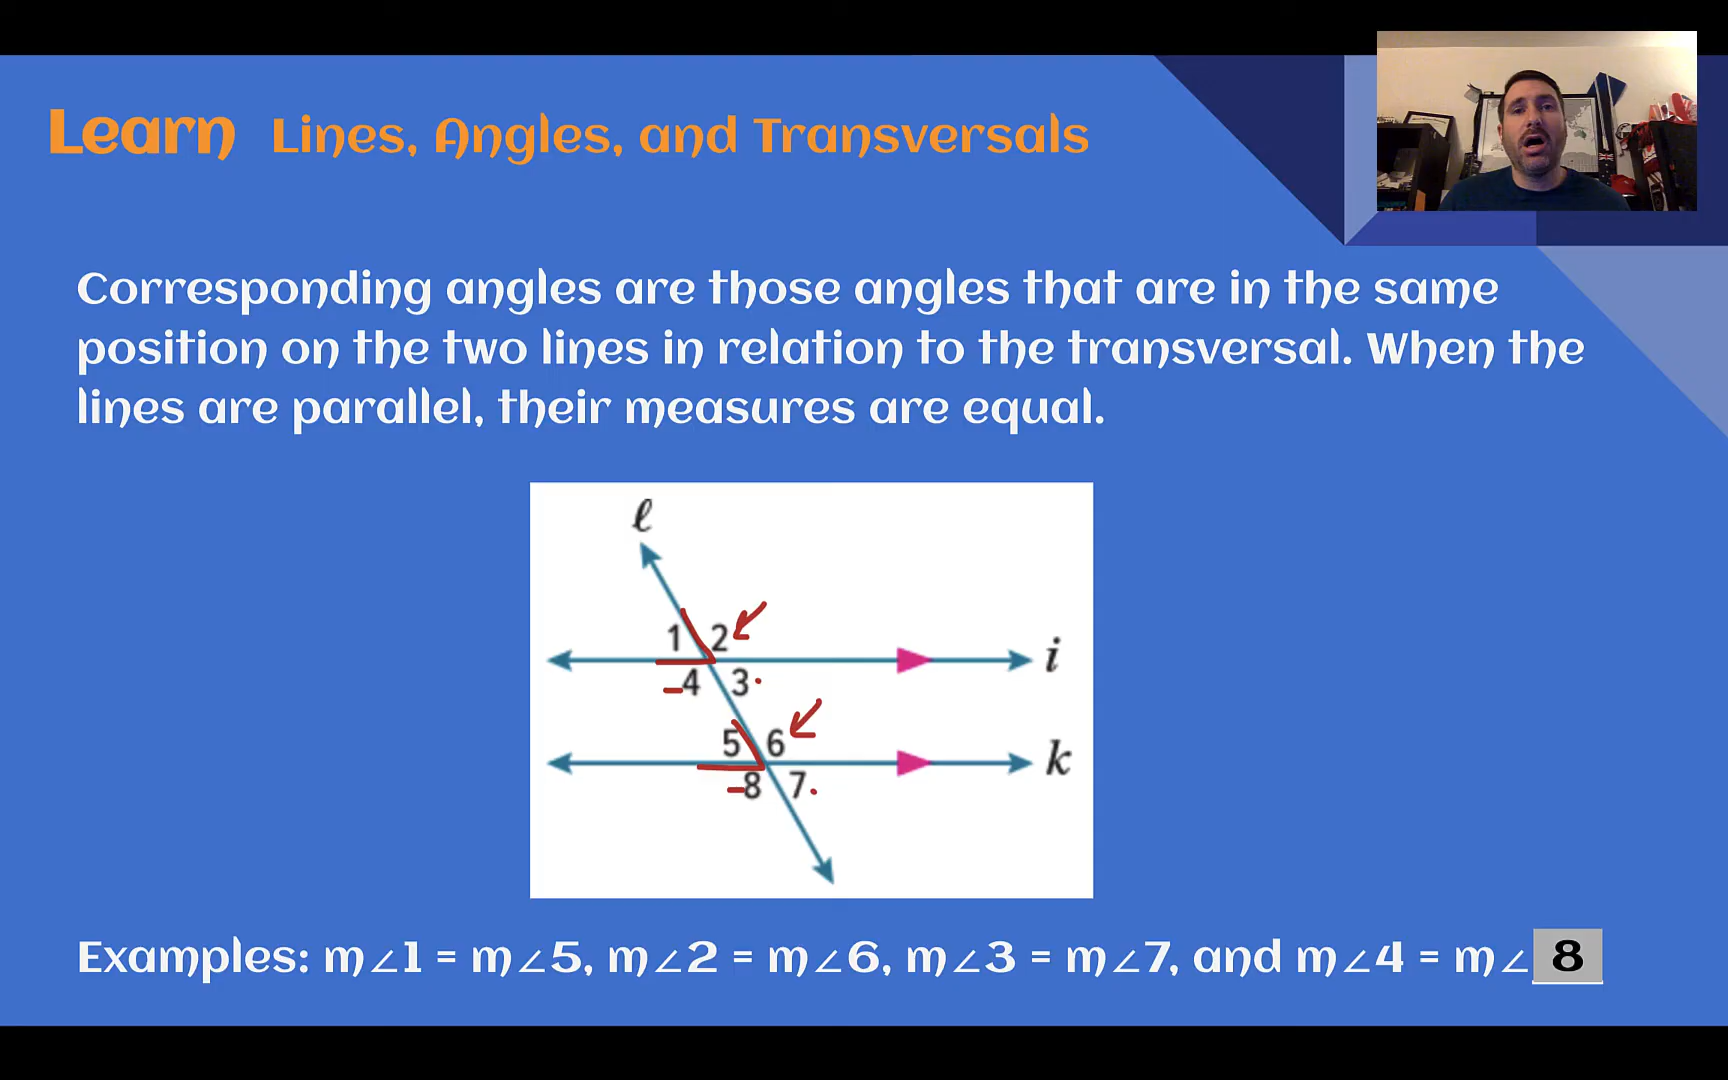 Learn Lines, Angles, and Transversals
Corresponding angles are those angles that are in the same
position on the two lines in relation to the transversal. When the
lines are parallel, their measures are equal.
ℓ
1 2
i
4 3
5 6
k
8 7
Examples: m∠1 = m∠5, m∠2 = m∠6, m∠3 = m∠7, and m∠4 = m∠ 8